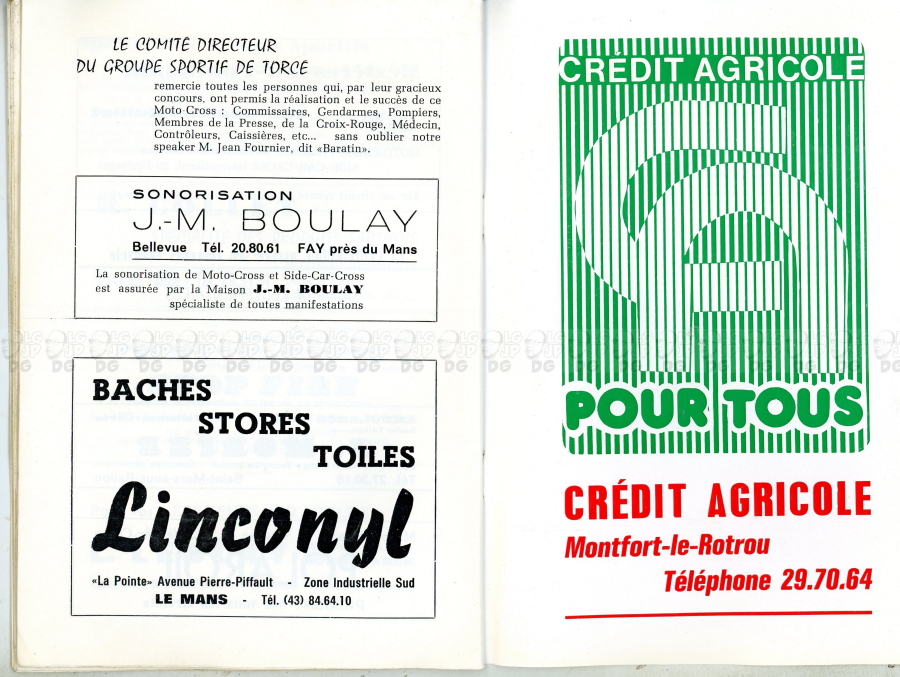 LE COMITÉ DIRECTEUR
DU GROUPE SPORTIF DE TORCE
remercie toutes les personnes qui, par leur gracieux
concours, ont permis la réalisation et le succès de ce
Moto-Cross : Commissaires, Gendarmes, Pompiers,
Membres de la Presse, de la Croix-Rouge, Médecin,
Contrôleurs, Caissières, etc... sans oublier notre
speaker M. Jean Fournier, dit «Baratin».
SONORISATION
J.-M. BOULAY
Bellevue Tél. 20.80.61 FAY près du Mans
La sonorisation de Moto-Cross et Side-Car-Cross
est assurée par la Maison J.-M. BOULAY
spécialiste de toutes manifestations
BACHES
STORES
TOILES
Linconyl
«La Pointe» Avenue Pierre-Piffault - Zone Industrielle Sud
LE MANS - Tél. (43) 84.64.10
CRÉDIT AGRICOLE
CA
POUR TOUS
CRÉDIT AGRICOLE
Montfort-le-Rotrou
Téléphone 29.70.64